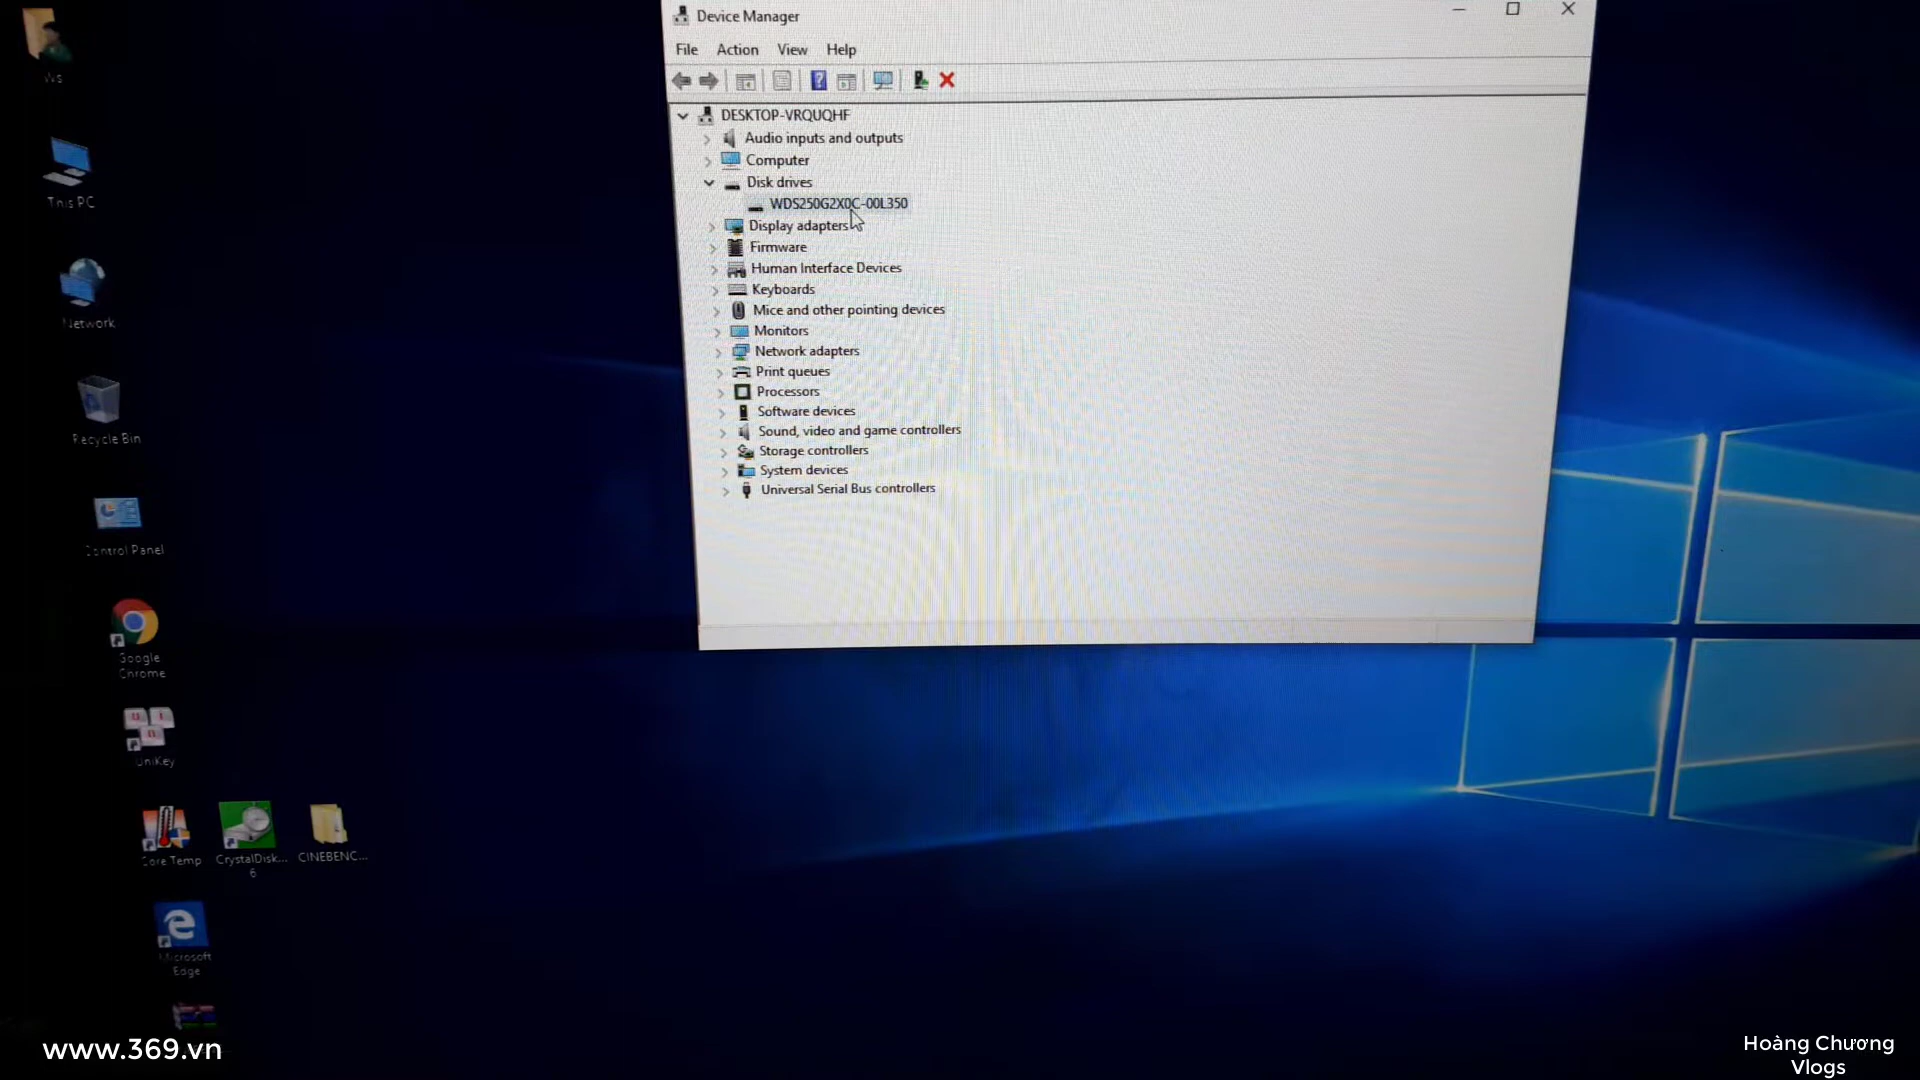 Device Manager
File Action View Help
DESKTOP-VRQUQHF
Audio inputs and outputs
Computer
Disk drives
WDS250G2X0C-00L350
Display adapters
Firmware
Human Interface Devices
Keyboards
Mice and other pointing devices
Monitors
Network adapters
Print queues
Processors
Software devices
Sound, video and game controllers
Storage controllers
System devices
Universal Serial Bus controllers
Ws
This PC
Network
Recycle Bin
Control Panel
Google
Chrome
UniKey
Core Temp
CrystalDisk...
6
CINEBENC...
Microsoft
Edge
www.369.vn
Hoàng Chương
Vlogs